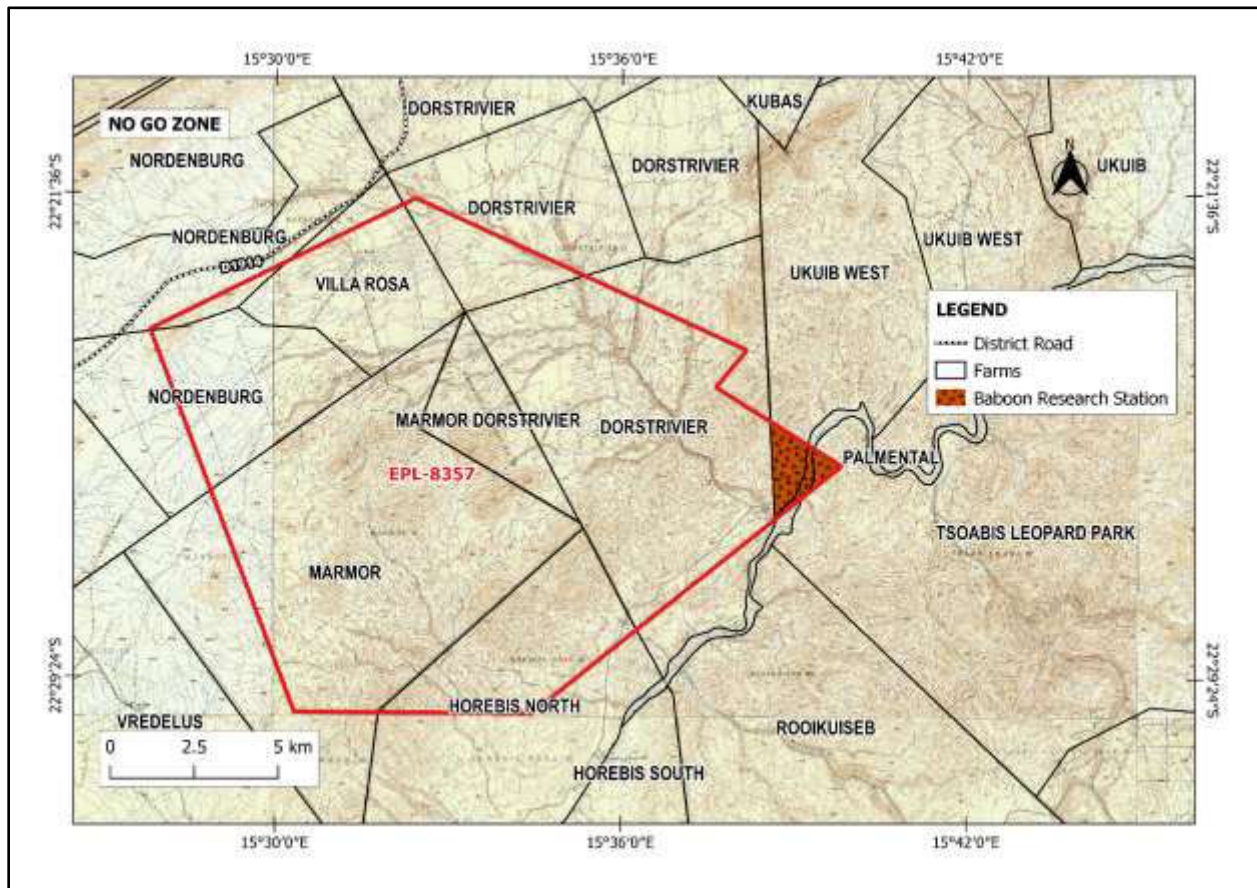 15°30'0"E 15°36'0"E 15°42'0"E
NO GO ZONE
DORSTRIVIER
KUBAS
NORDENBURG
DORSTRIVIER
UKUIB
22°21'36"S
22°21'36"S
N
DORSTRIVIER
NORDENBURG
UKUIB WEST
D1914
VILLA ROSA
UKUIB WEST
LEGEND
District Road
Farms
Baboon Research Station
NORDENBURG
MARMOR DORSTRIVIER
DORSTRIVIER
PALMENTAL
EPL-8357
TSOABIS LEOPARD PARK
MARMOR
22°29'24"S
22°29'24"S
HOREBIS NORTH
VREDELUS
ROOIKUISEB
0 2.5 5 km
HOREBIS SOUTH
15°30'0"E 15°36'0"E 15°42'0"E